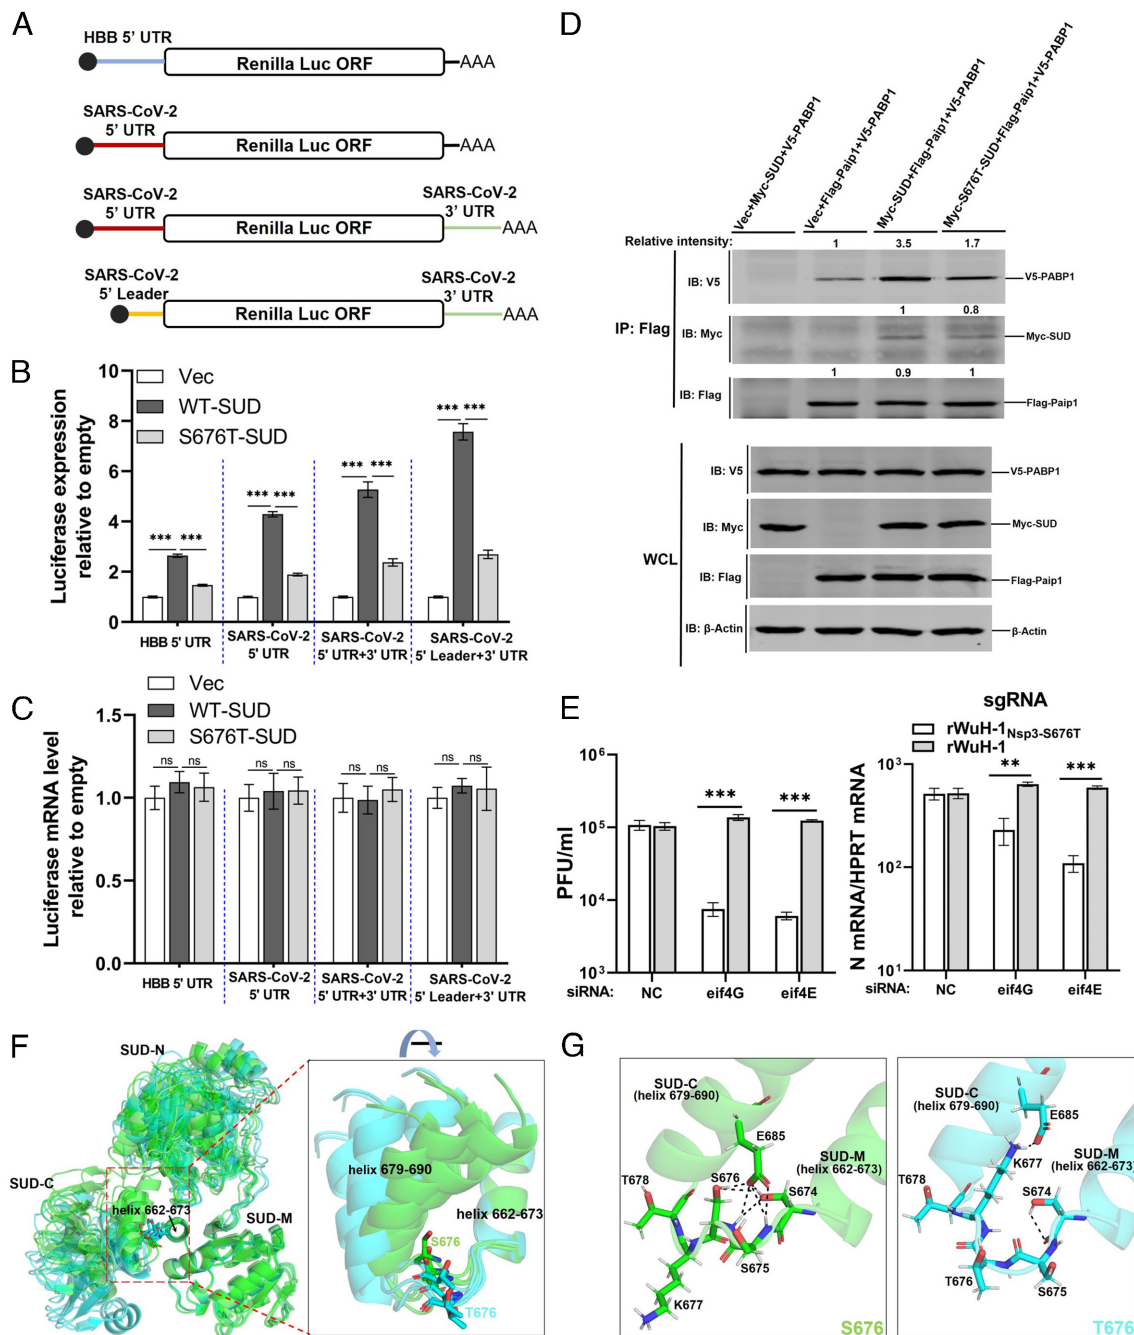 A
HBB 5' UTR
Renilla Luc ORF
AAA
SARS-CoV-2
5' UTR
Renilla Luc ORF
AAA
SARS-CoV-2
5' UTR
Renilla Luc ORF
SARS-CoV-2
3' UTR
AAA
SARS-CoV-2
5' Leader
Renilla Luc ORF
SARS-CoV-2
3' UTR
AAA
B
Luciferase expression
relative to empty
10
8
6
4
2
0
Vec
WT-SUD
S676T-SUD
*** ***
*** ***
*** ***
*** ***
HBB 5' UTR
SARS-CoV-2
5' UTR
SARS-CoV-2
5' UTR+3' UTR
SARS-CoV-2
5' Leader+3' UTR
C
Luciferase mRNA level
relative to empty
1.5
1.0
0.5
0.0
Vec
WT-SUD
S676T-SUD
ns ns
ns ns
ns ns
ns ns
HBB 5' UTR
SARS-CoV-2
5' UTR
SARS-CoV-2
5' UTR+3' UTR
SARS-CoV-2
5' Leader+3' UTR
D
Vec+Myc-SUD+V5-PABP1
Vec+Flag-Paip1+V5-PABP1
Myc-SUD+Flag-Paip1+V5-PABP1
Myc-S676T-SUD+Flag-Paip1+V5-PABP1
Relative intensity: 1 3.5 1.7
IP: Flag
IB: V5
V5-PABP1
1 0.8
IB: Myc
Myc-SUD
1 0.9 1
IB: Flag
Flag-Paip1
WCL
IB: V5
V5-PABP1
IB: Myc
Myc-SUD
IB: Flag
Flag-Paip1
IB: β-Actin
β-Actin
E
PFU/ml
10⁶
10⁵
10⁴
10³
***
***
siRNA: NC eif4G eif4E
sgRNA
rWuH-1Nsp3-S676T
rWuH-1
N mRNA/HPRT mRNA
10³
10²
10¹
**
***
siRNA: NC eif4G eif4E
F
SUD-N
SUD-C
helix 662-673
SUD-M
helix 679-690
helix 662-673
S676
T676
G
SUD-C
(helix 679-690)
E685
SUD-M
(helix 662-673)
T678
S676
S674
S675
K677
S676
SUD-C
(helix 679-690)
E685
SUD-M
(helix 662-673)
K677
T678
S674
T676
S675
T676